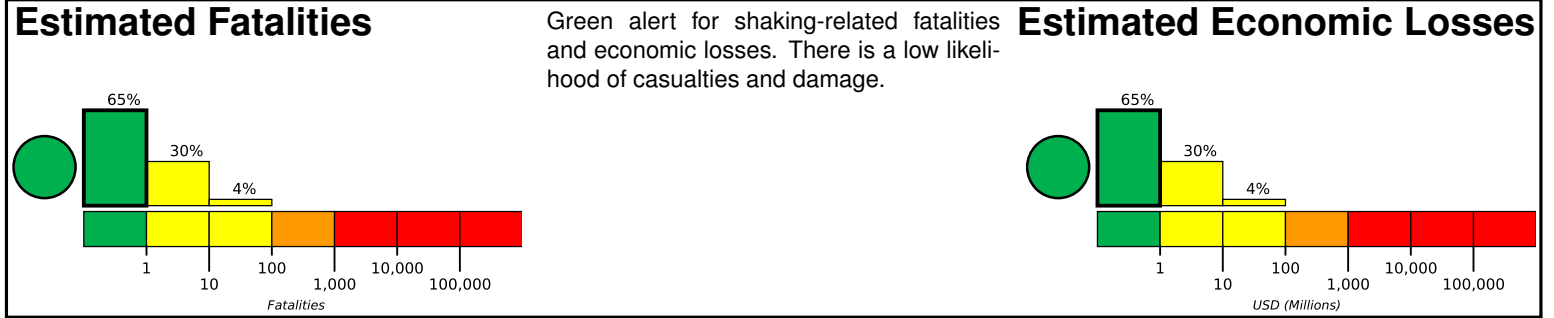 Estimated Fatalities
65%
30%
4%
1
10
100
1,000
10,000
100,000
Fatalities
Green alert for shaking-related fatalities
and economic losses. There is a low likeli-
hood of casualties and damage.
Estimated Economic Losses
65%
30%
4%
1
10
100
1,000
10,000
100,000
USD (Millions)